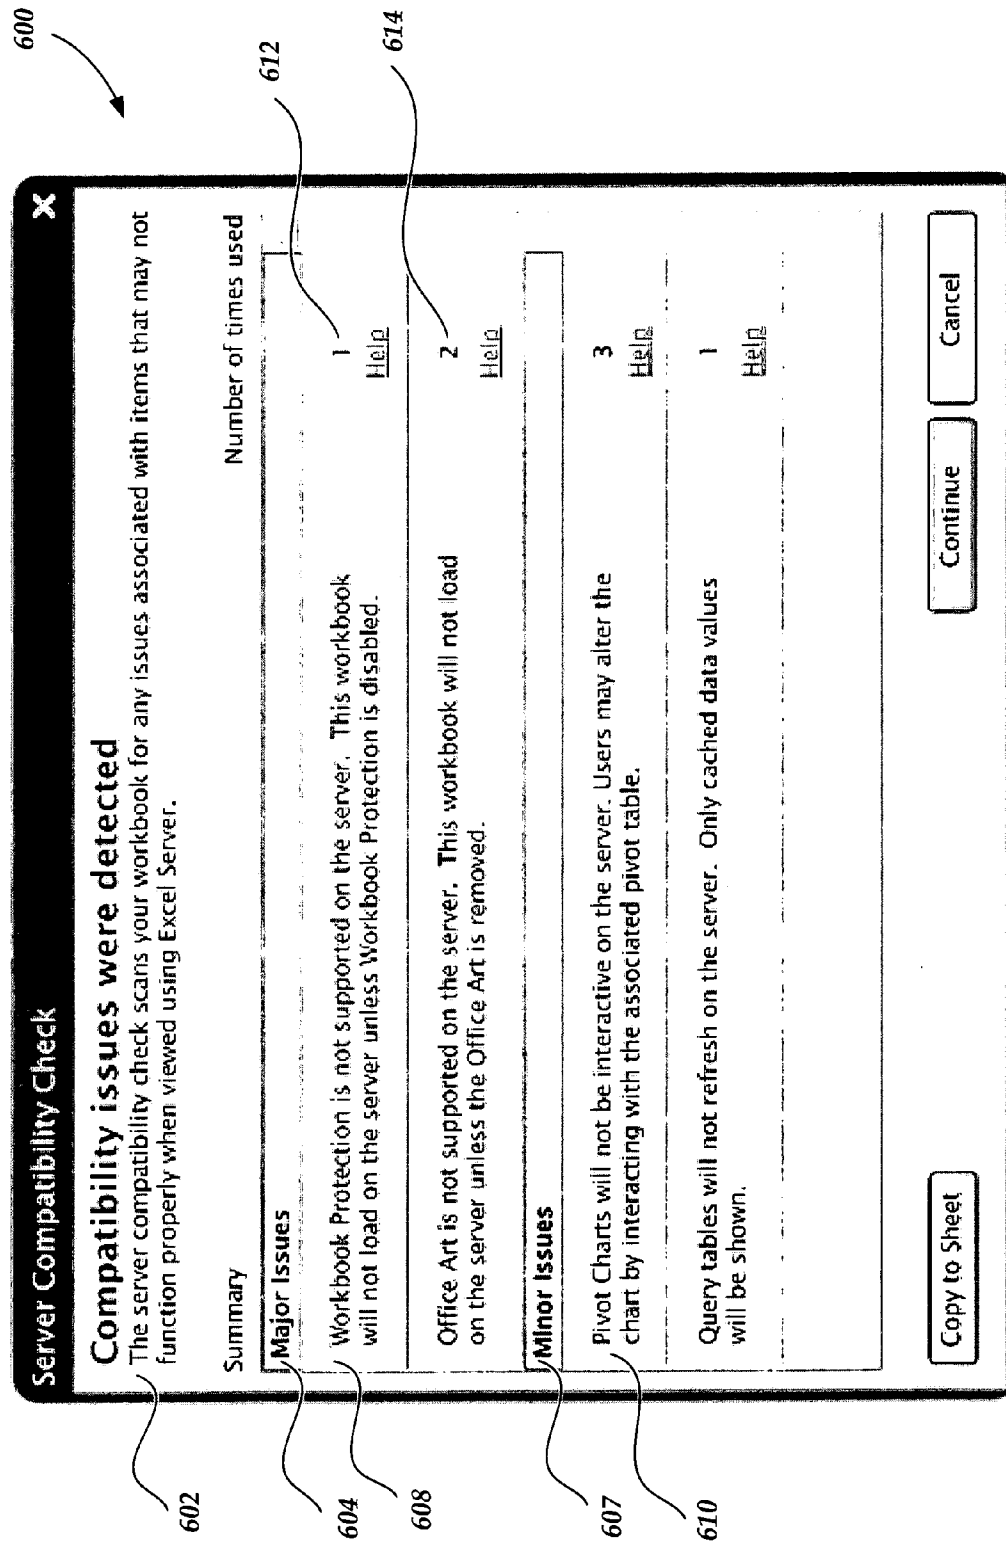 600
Server Compatibility Check X
Compatibility issues were detected
602
The server compatibility check scans your workbook for any issues associated with items that may not
function properly when viewed using Excel Server.
Summary Number of times used
604
Major Issues
612
608
Workbook Protection is not supported on the server. This workbook 1
will not load on the server unless Workbook Protection is disabled. Help
614
Office Art is not supported on the server. This workbook will not load 2
on the server unless the Office Art is removed. Help
607
Minor Issues
610
Pivot Charts will not be interactive on the server. Users may alter the 3
chart by interacting with the associated pivot table. Help
Query tables will not refresh on the server. Only cached data values 1
will be shown. Help
Copy to Sheet Continue Cancel